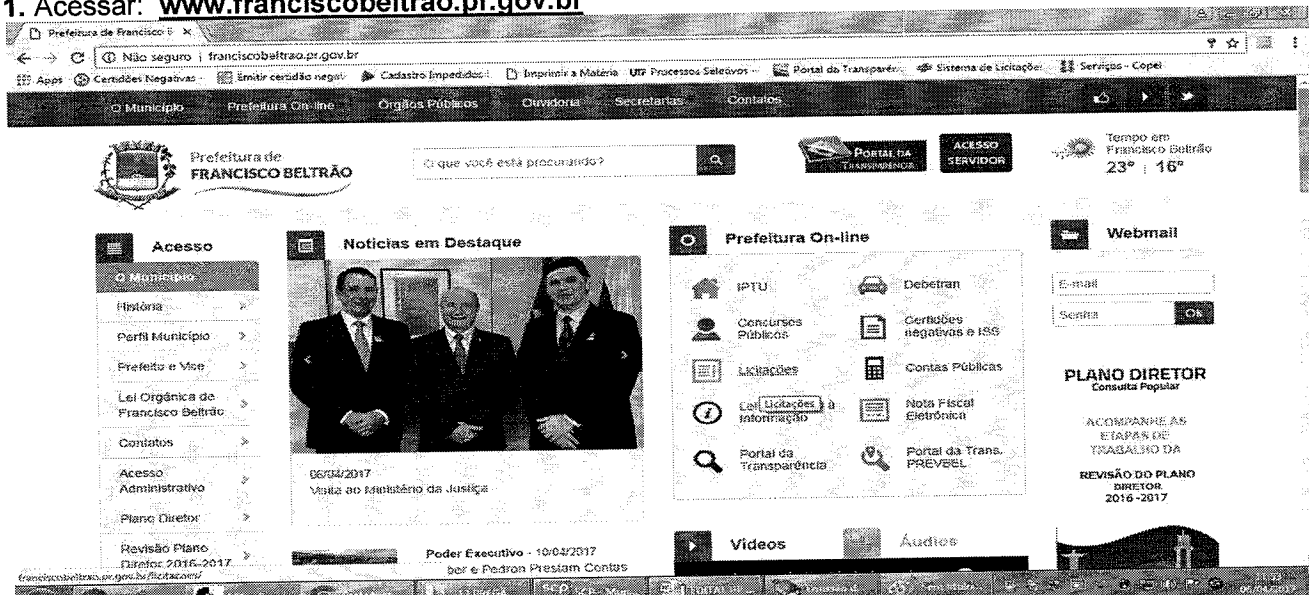 1. Acessar: www.franciscobeltrao.pr.gov.br
Prefeitura de Francisco B
Não seguro | franciscobeltrao.pr.gov.br
Apps Certidões Negativas Emitir certidão negat Cadastro Impedidos Imprimir a Matéria UTF Processos Seletivos Portal da Transparên Sistema de Licitações Serviços - Copel
O Município Prefeitura On-line Órgãos Públicos Ouvidoria Secretarias Contatos
Prefeitura de
FRANCISCO BELTRÃO
O que você está procurando?
PORTAL DA
TRANSPARÊNCIA
ACESSO
SERVIDOR
Tempo em
Francisco Beltrão
23° | 16°
Acesso
O Município
História
Perfil Município
Prefeito e Vice
Lei Orgânica de
Francisco Beltrão
Contatos
Acesso
Administrativo
Plano Diretor
Revisão Plano
Diretor 2016-2017
Notícias em Destaque
06/04/2017
Visita ao Ministério da Justiça
Poder Executivo - 10/04/2017
ber e Pedron Prestam Contas
Prefeitura On-line
IPTU
Debetran
Concursos
Públicos
Certidões
negativas e ISS
Licitações
Contas Públicas
Lei Licitações à
Informação
Nota Fiscal
Eletrônica
Portal da
Transparência
Portal da Trans.
PREVBEL
Vídeos
Áudios
Webmail
E-mail
Senha
Ok
PLANO DIRETOR
Consulta Popular
ACOMPANHE AS
ETAPAS DE
TRABALHO DA
REVISÃO DO PLANO
DIRETOR
2016-2017
franciscobeltrao.pr.gov.br/licitacoes/
06/04/2017